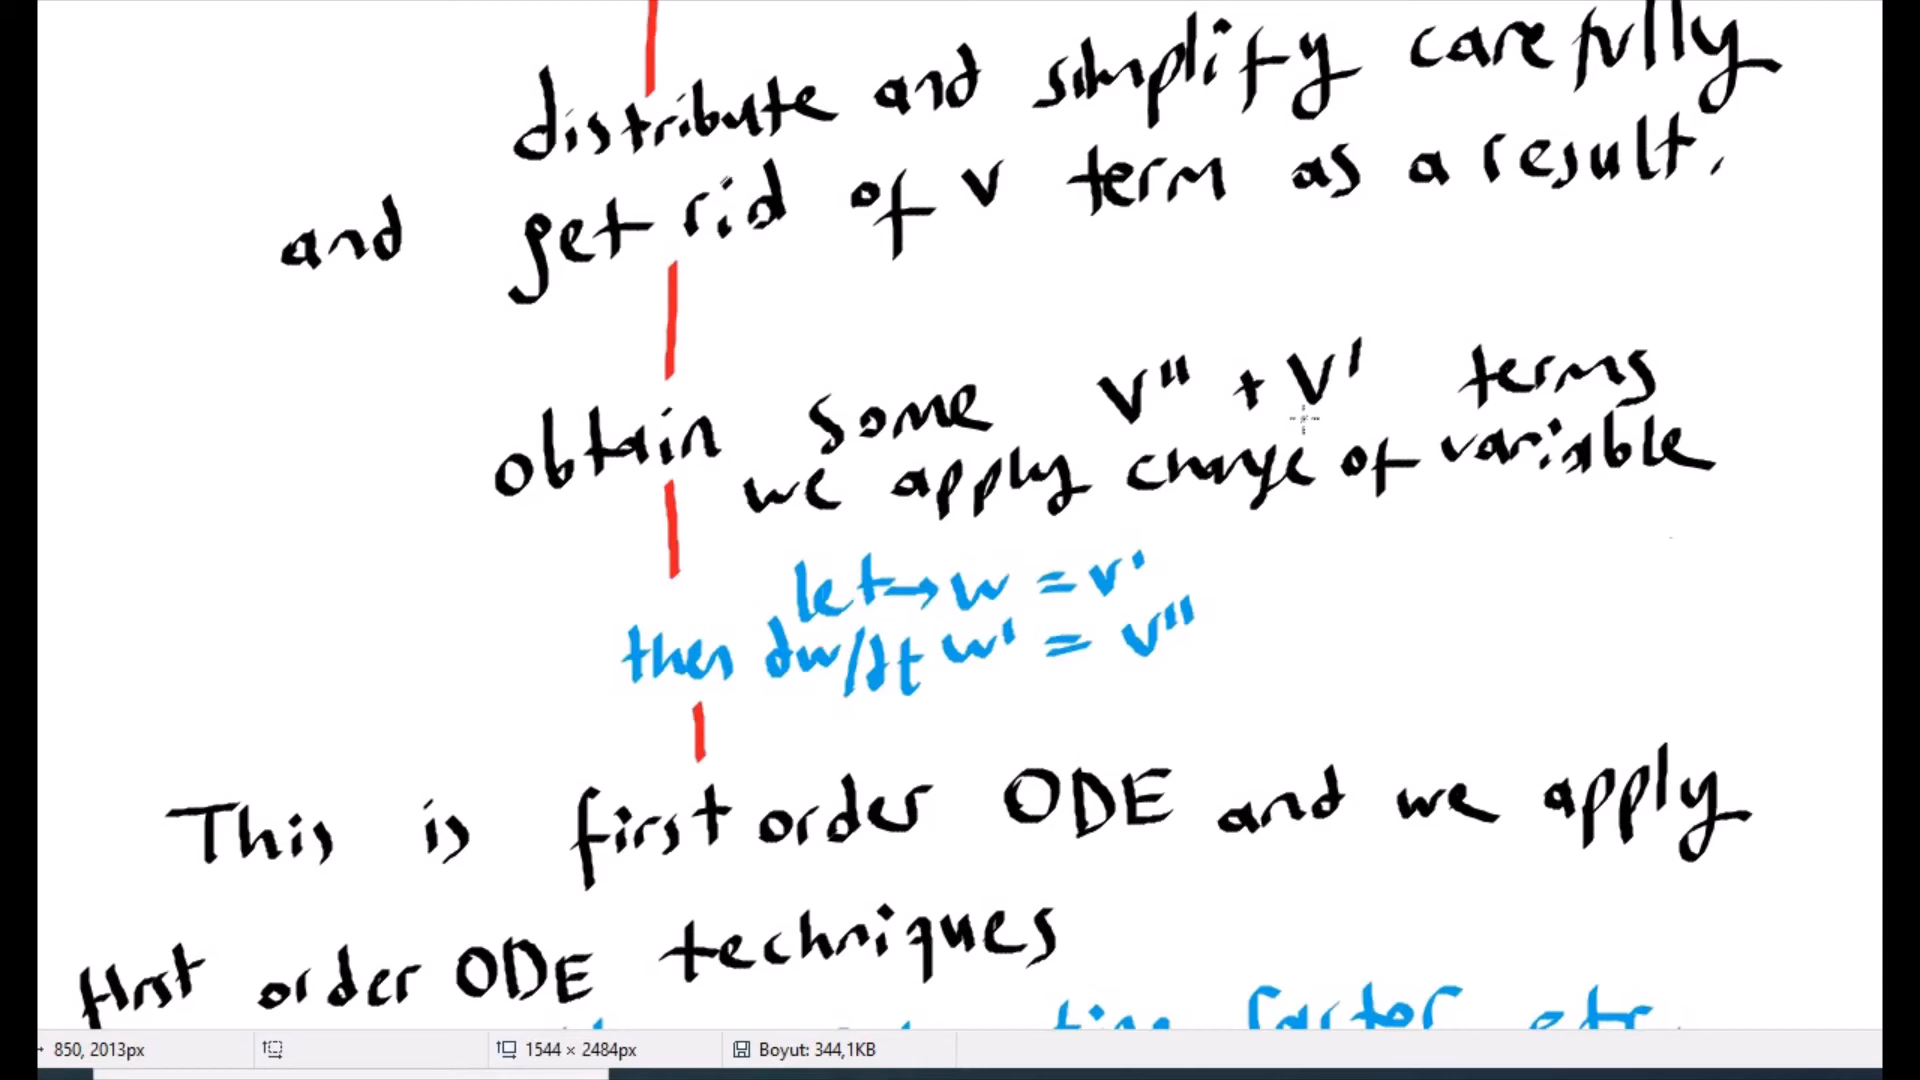 distribute and simplify carefully
and get rid of v term as a result.
obtain some v" + v' terms
we apply change of variable
let → w = v'
then dw/dt w' = v"
This is first order ODE and we apply
first order ODE techniques
factor etc.
850, 2013px
1544 × 2484px
Boyut: 344,1KB